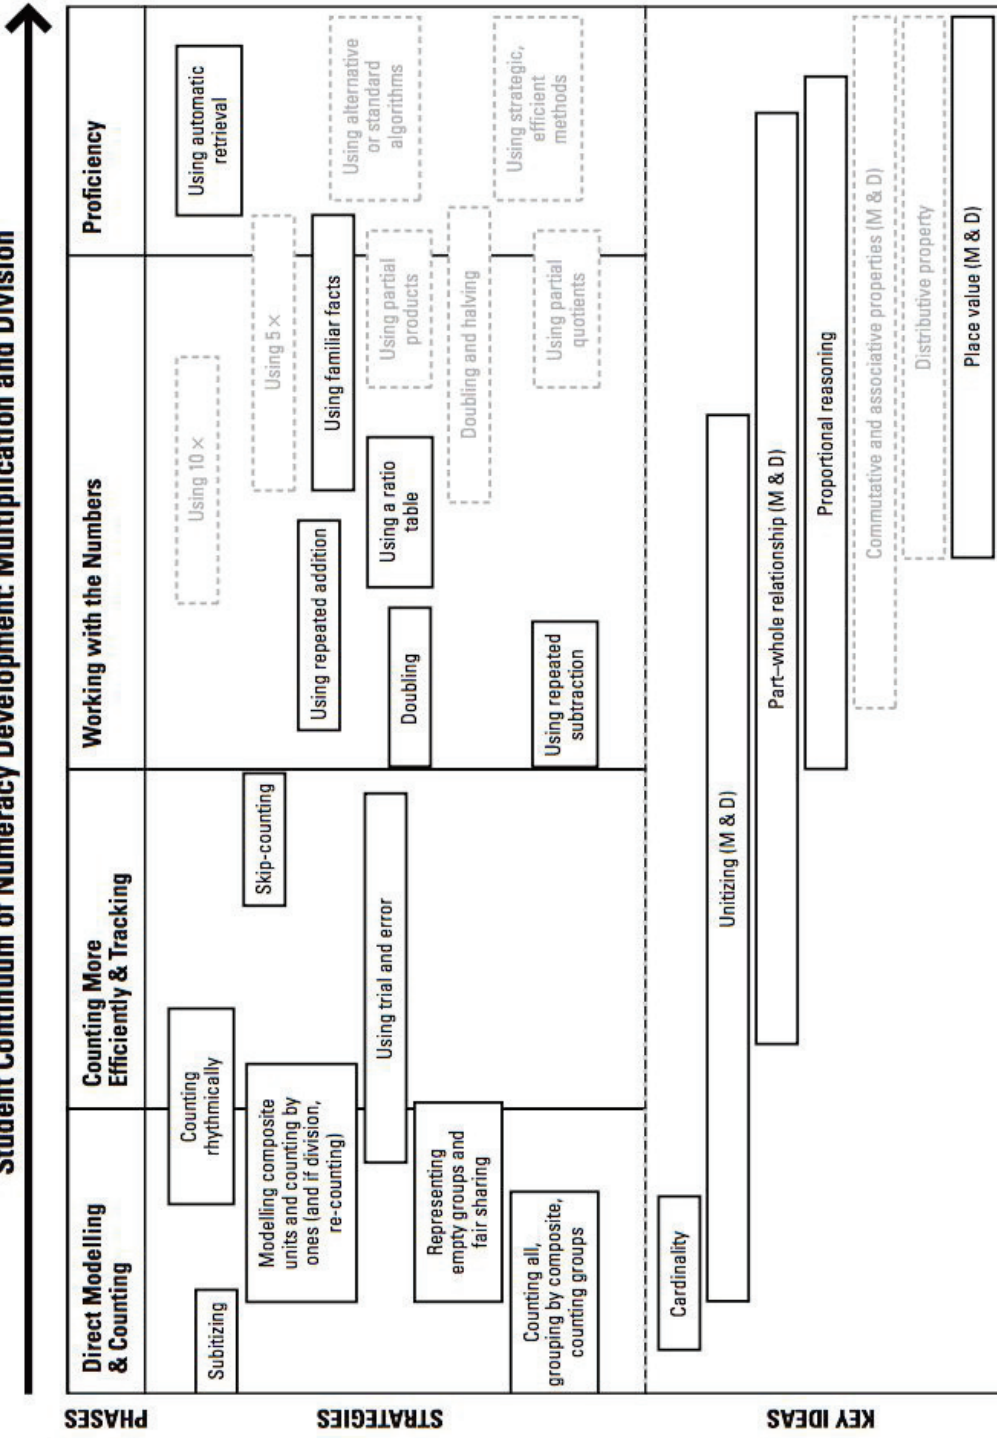 Student Continuum of Numeracy Development: Multiplication and Division
PHASES
Direct Modelling
& Counting
Counting More
Efficiently & Tracking
Working with the Numbers
Proficiency
STRATEGIES
Subitizing
Counting
rhythmically
Using 10 ×
Using automatic
retrieval
Modelling composite
units and counting by
ones (and if division,
re-counting)
Skip-counting
Using 5 ×
Using repeated addition
Using familiar facts
Using trial and error
Doubling
Using a ratio
table
Using partial
products
Using alternative
or standard
algorithms
Representing
empty groups and
fair sharing
Doubling and halving
Counting all,
grouping by composite,
counting groups
Using repeated
subtraction
Using partial
quotients
Using strategic,
efficient
methods
KEY IDEAS
Cardinality
Unitizing (M & D)
Part–whole relationship (M & D)
Proportional reasoning
Commutative and associative properties (M & D)
Distributive property
Place value (M & D)